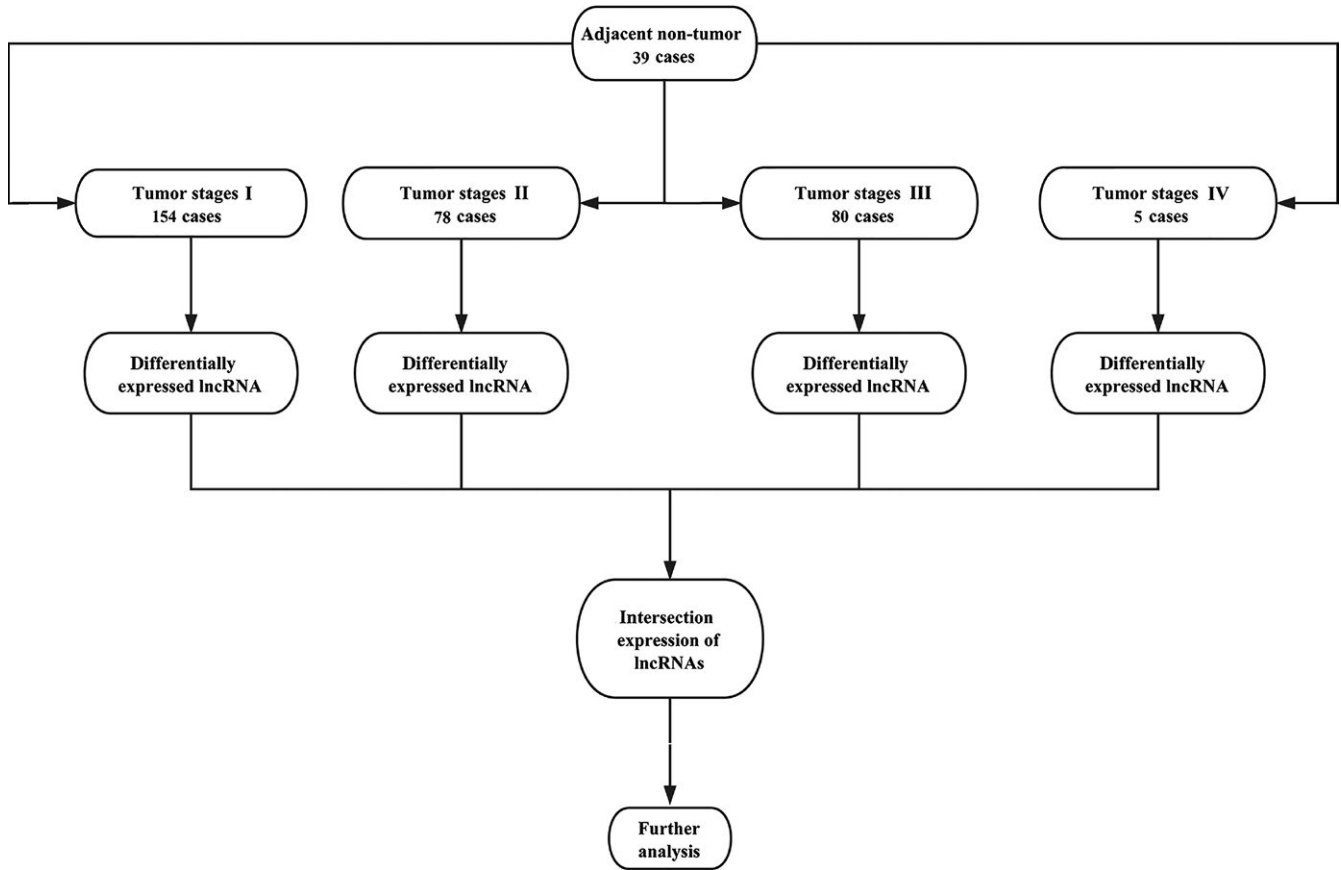 Adjacent non-tumor
39 cases
Tumor stages I
154 cases
Tumor stages II
78 cases
Tumor stages III
80 cases
Tumor stages IV
5 cases
Differentially
expressed lncRNA
Differentially
expressed lncRNA
Differentially
expressed lncRNA
Differentially
expressed lncRNA
Intersection
expression of
lncRNAs
Further
analysis